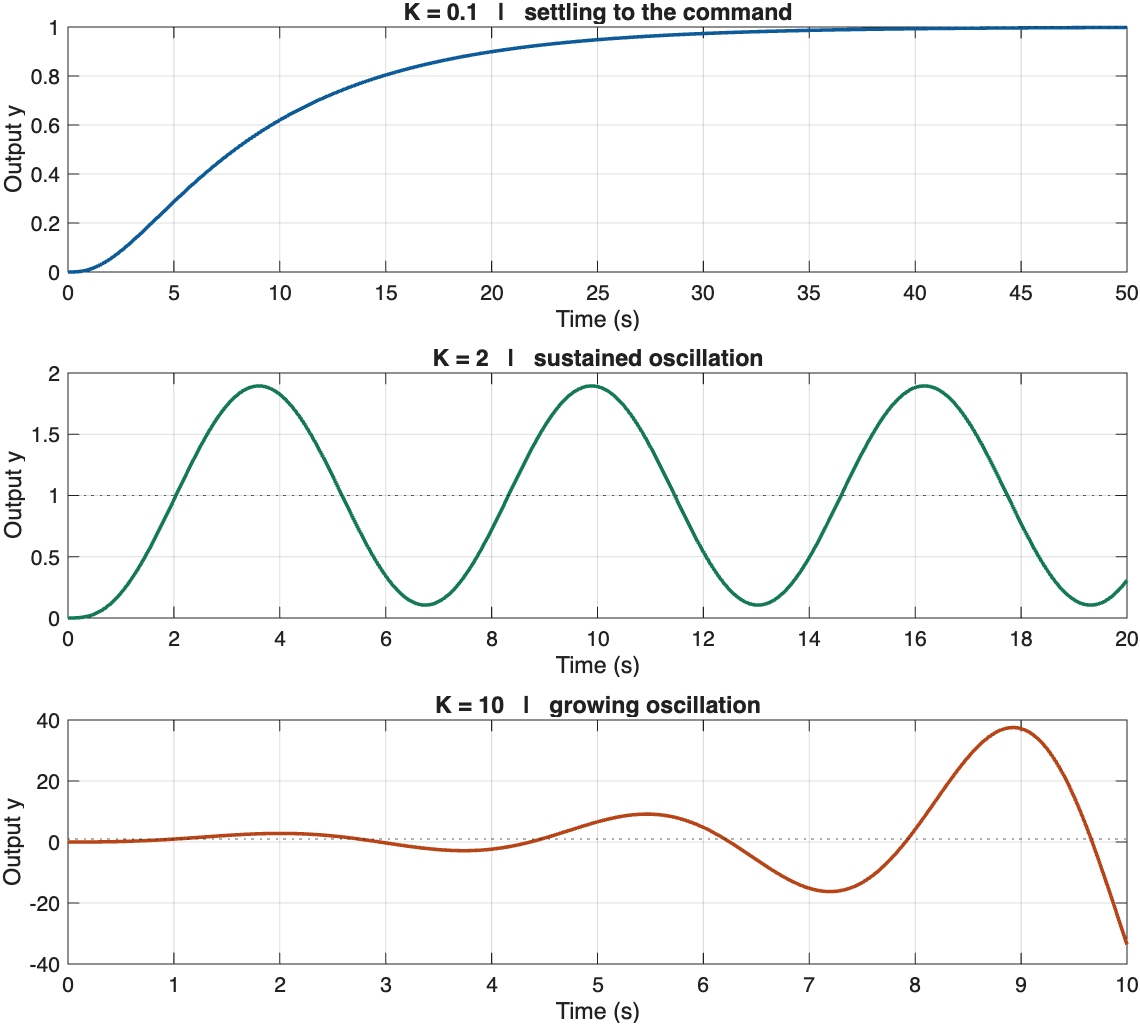 K = 0.1 | settling to the command
1
0.8
0.6
0.4
0.2
0
Output y
0 5 10 15 20 25 30 35 40 45 50
Time (s)
K = 2 | sustained oscillation
2
1.5
1
0.5
0
Output y
0 2 4 6 8 10 12 14 16 18 20
Time (s)
K = 10 | growing oscillation
40
20
0
-20
-40
Output y
0 1 2 3 4 5 6 7 8 9 10
Time (s)